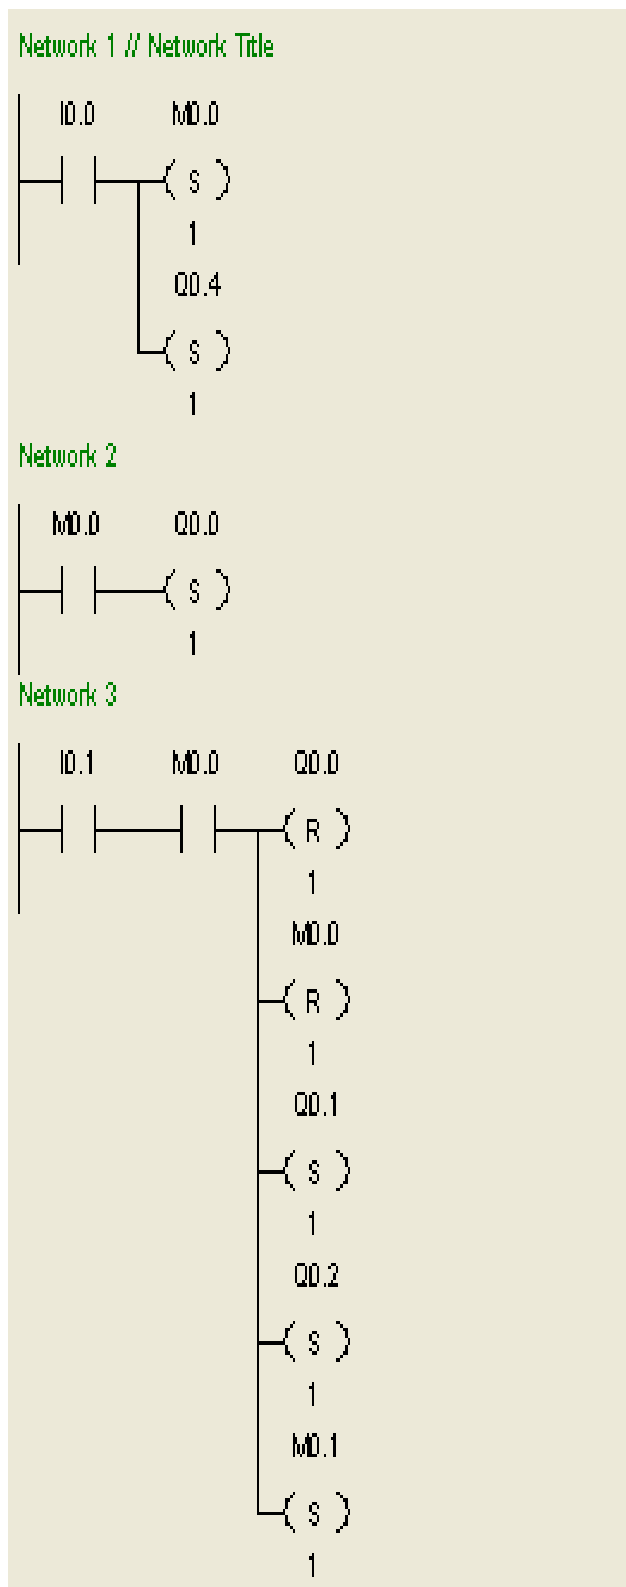 Network 1 // Network Title
I0.0 M0.0
S
1
Q0.4
S
1
Network 2
M0.0 Q0.0
S
1
Network 3
I0.1 M0.0 Q0.0
R
1
M0.0
R
1
Q0.1
S
1
Q0.2
S
1
M0.1
S
1